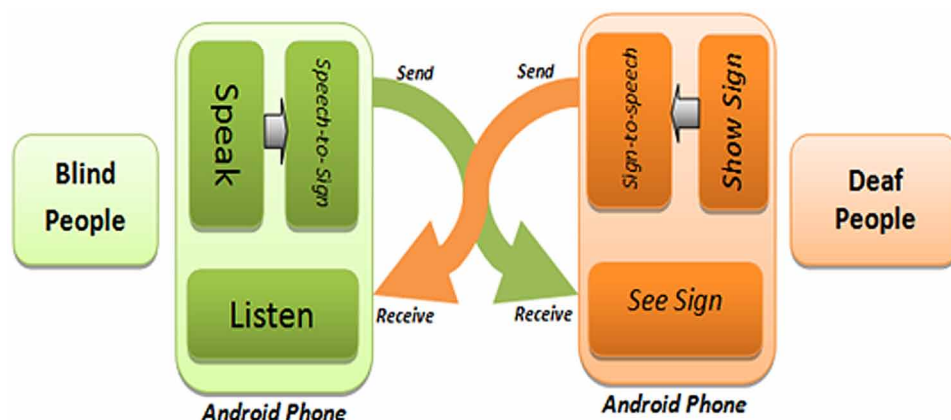 Blind
People
Speak
Speech-to- Sign
Listen
Android Phone
Send
Receive
Send
Receive
Sign-to-speech
Show Sign
See Sign
Android Phone
Deaf
People